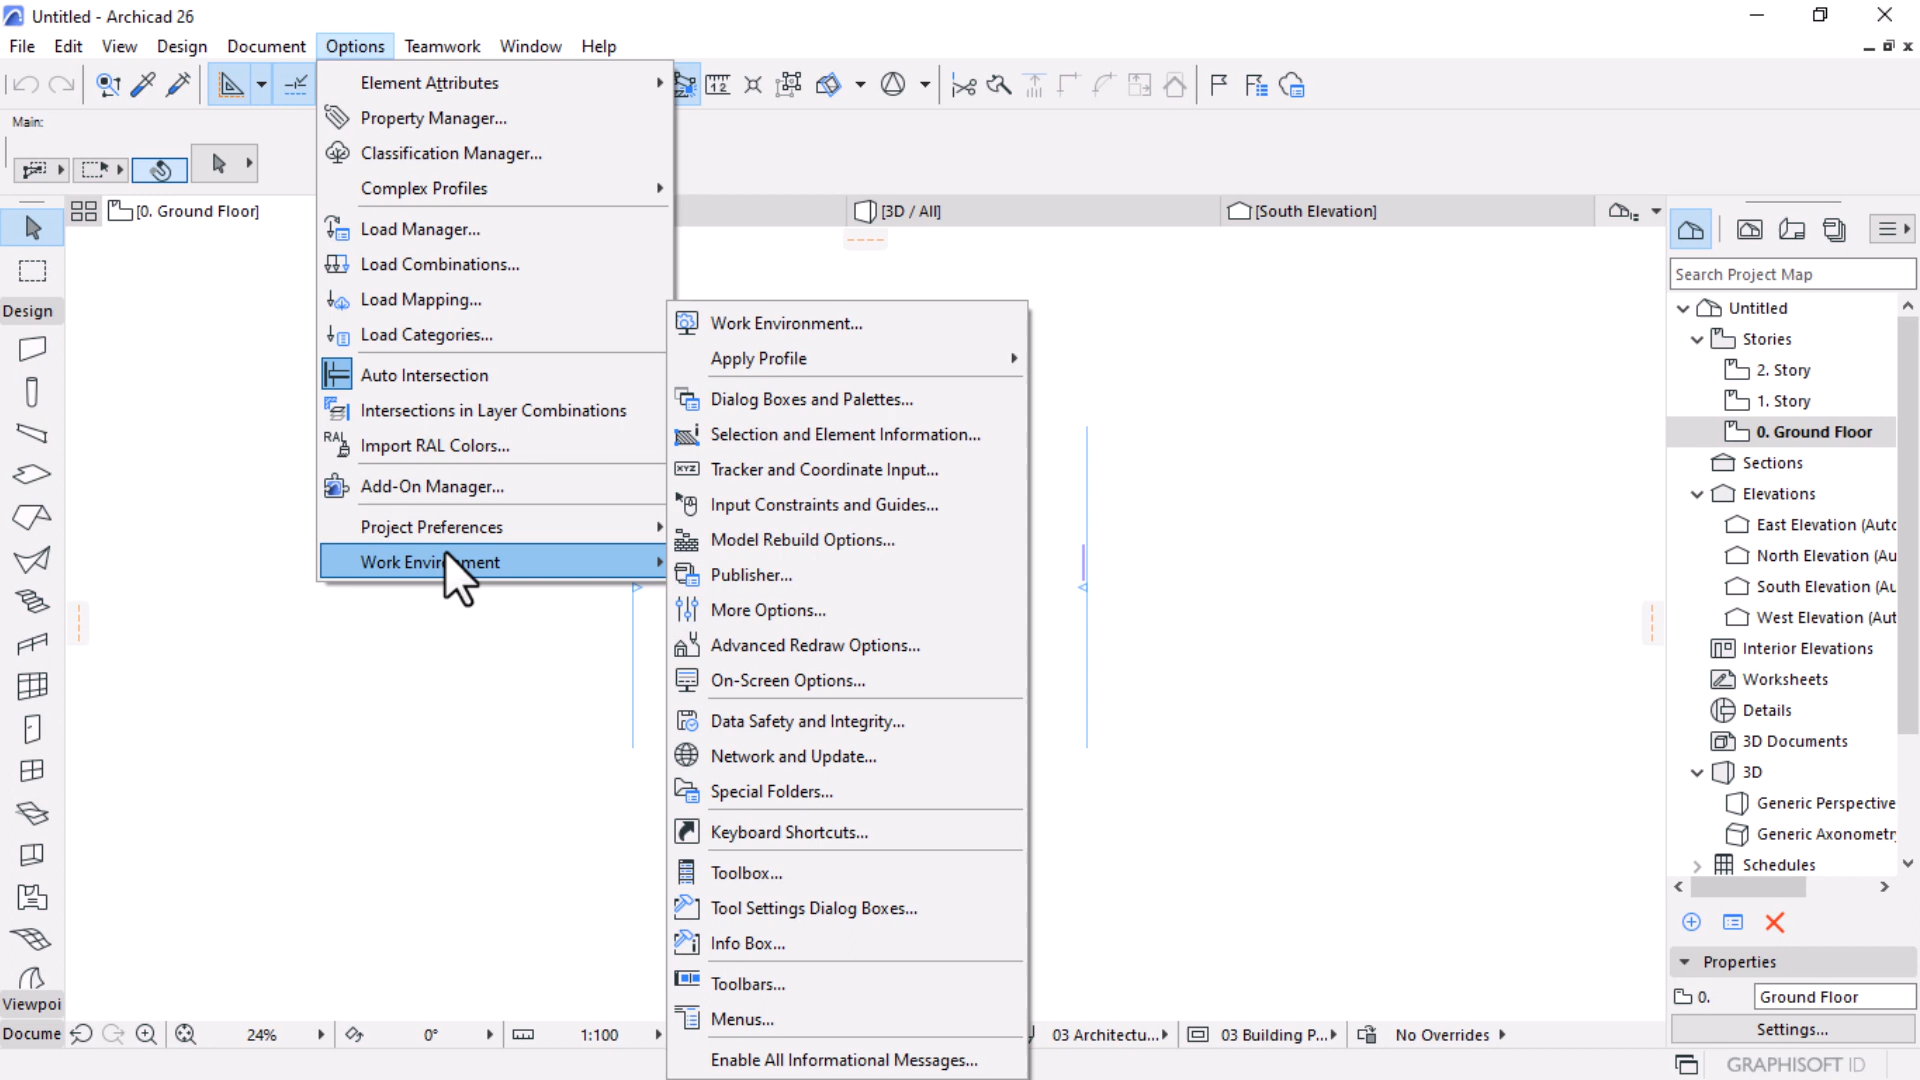 Untitled - Archicad 26
File Edit View Design Document Options Teamwork Window Help
Main:
[0. Ground Floor]
[3D / All]
[South Elevation]
Design
Viewpoi
Docume
Element Attributes
Property Manager...
Classification Manager...
Complex Profiles
Load Manager...
Load Combinations...
Load Mapping...
Load Categories...
Auto Intersection
Intersections in Layer Combinations
RAL Import RAL Colors...
Add-On Manager...
Project Preferences
Work Environment
Work Environment...
Apply Profile
Dialog Boxes and Palettes...
Selection and Element Information...
XYZ Tracker and Coordinate Input...
Input Constraints and Guides...
Model Rebuild Options...
Publisher...
More Options...
Advanced Redraw Options...
On-Screen Options...
Data Safety and Integrity...
Network and Update...
Special Folders...
Keyboard Shortcuts...
Toolbox...
Tool Settings Dialog Boxes...
Info Box...
Toolbars...
Menus...
Enable All Informational Messages...
Search Project Map
Untitled
Stories
2. Story
1. Story
0. Ground Floor
Sections
Elevations
East Elevation (Autc
North Elevation (Au
South Elevation (Au
West Elevation (Aut
Interior Elevations
Worksheets
Details
3D Documents
3D
Generic Perspective
Generic Axonometr
Schedules
Properties
0. Ground Floor
Settings...
24% 0° 1:100 03 Architectu... 03 Building P... No Overrides
GRAPHISOFT ID